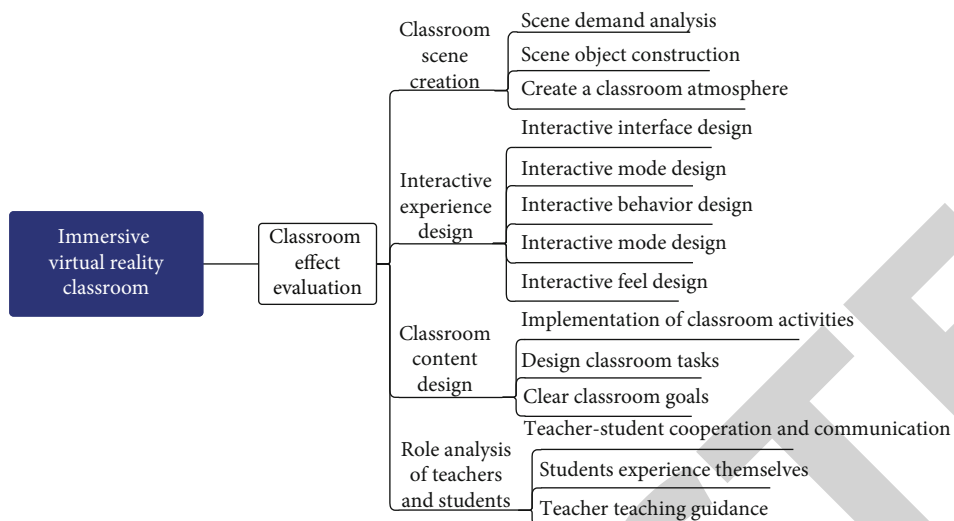 Immersive
virtual reality
classroom
Classroom
effect
evaluation
Classroom
scene
creation
Scene demand analysis
Scene object construction
Create a classroom atmosphere
Interactive
experience
design
Interactive interface design
Interactive mode design
Interactive behavior design
Interactive mode design
Interactive feel design
Classroom
content
design
Implementation of classroom activities
Design classroom tasks
Clear classroom goals
Role analysis
of teachers
and students
Teacher-student cooperation and communication
Students experience themselves
Teacher teaching guidance